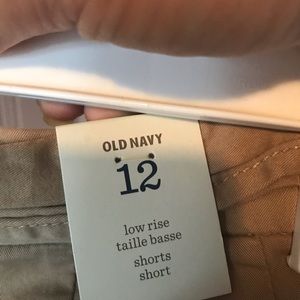 OLD NAVY
12
low rise
taille basse
shorts
short